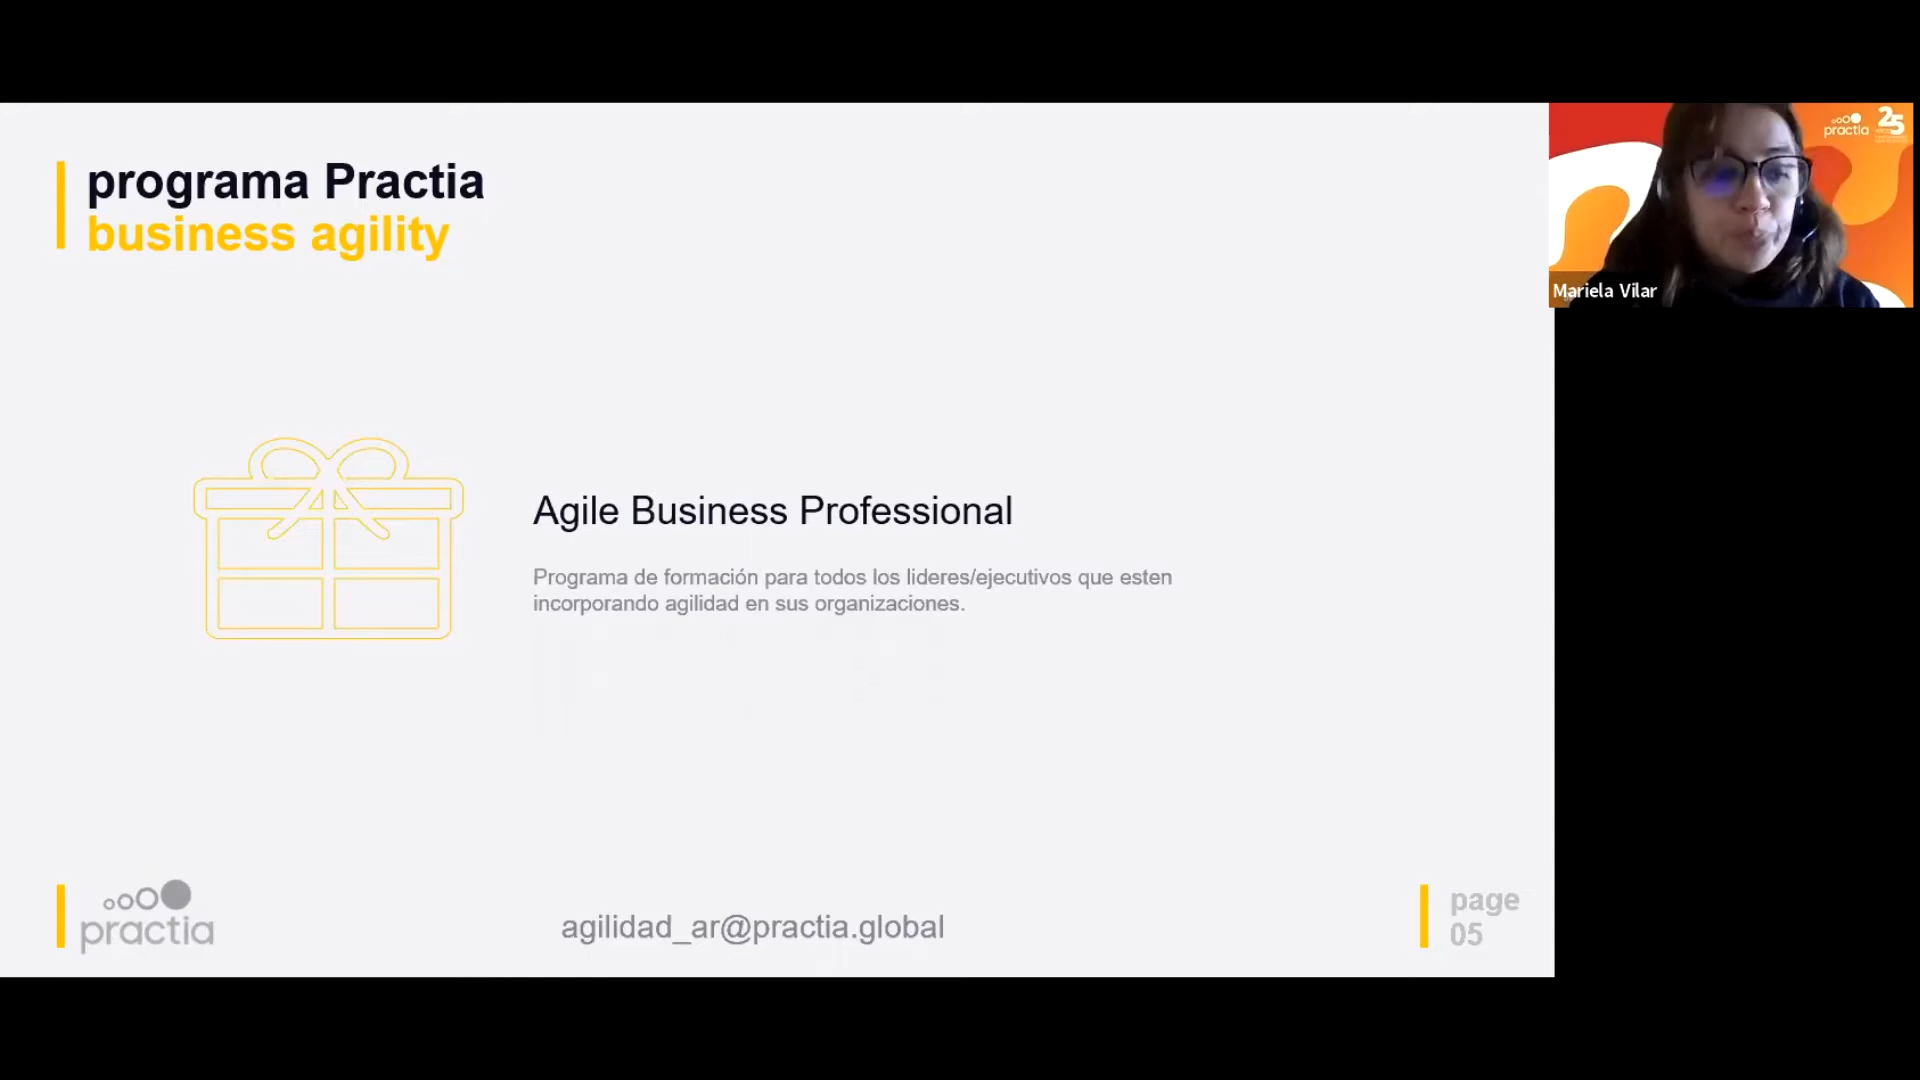 programa Practia
business agility
practia
25
Mariela Vilar
Agile Business Professional
Programa de formación para todos los lideres/ejecutivos que esten
incorporando agilidad en sus organizaciones.
practia
agilidad_ar@practia.global
page
05